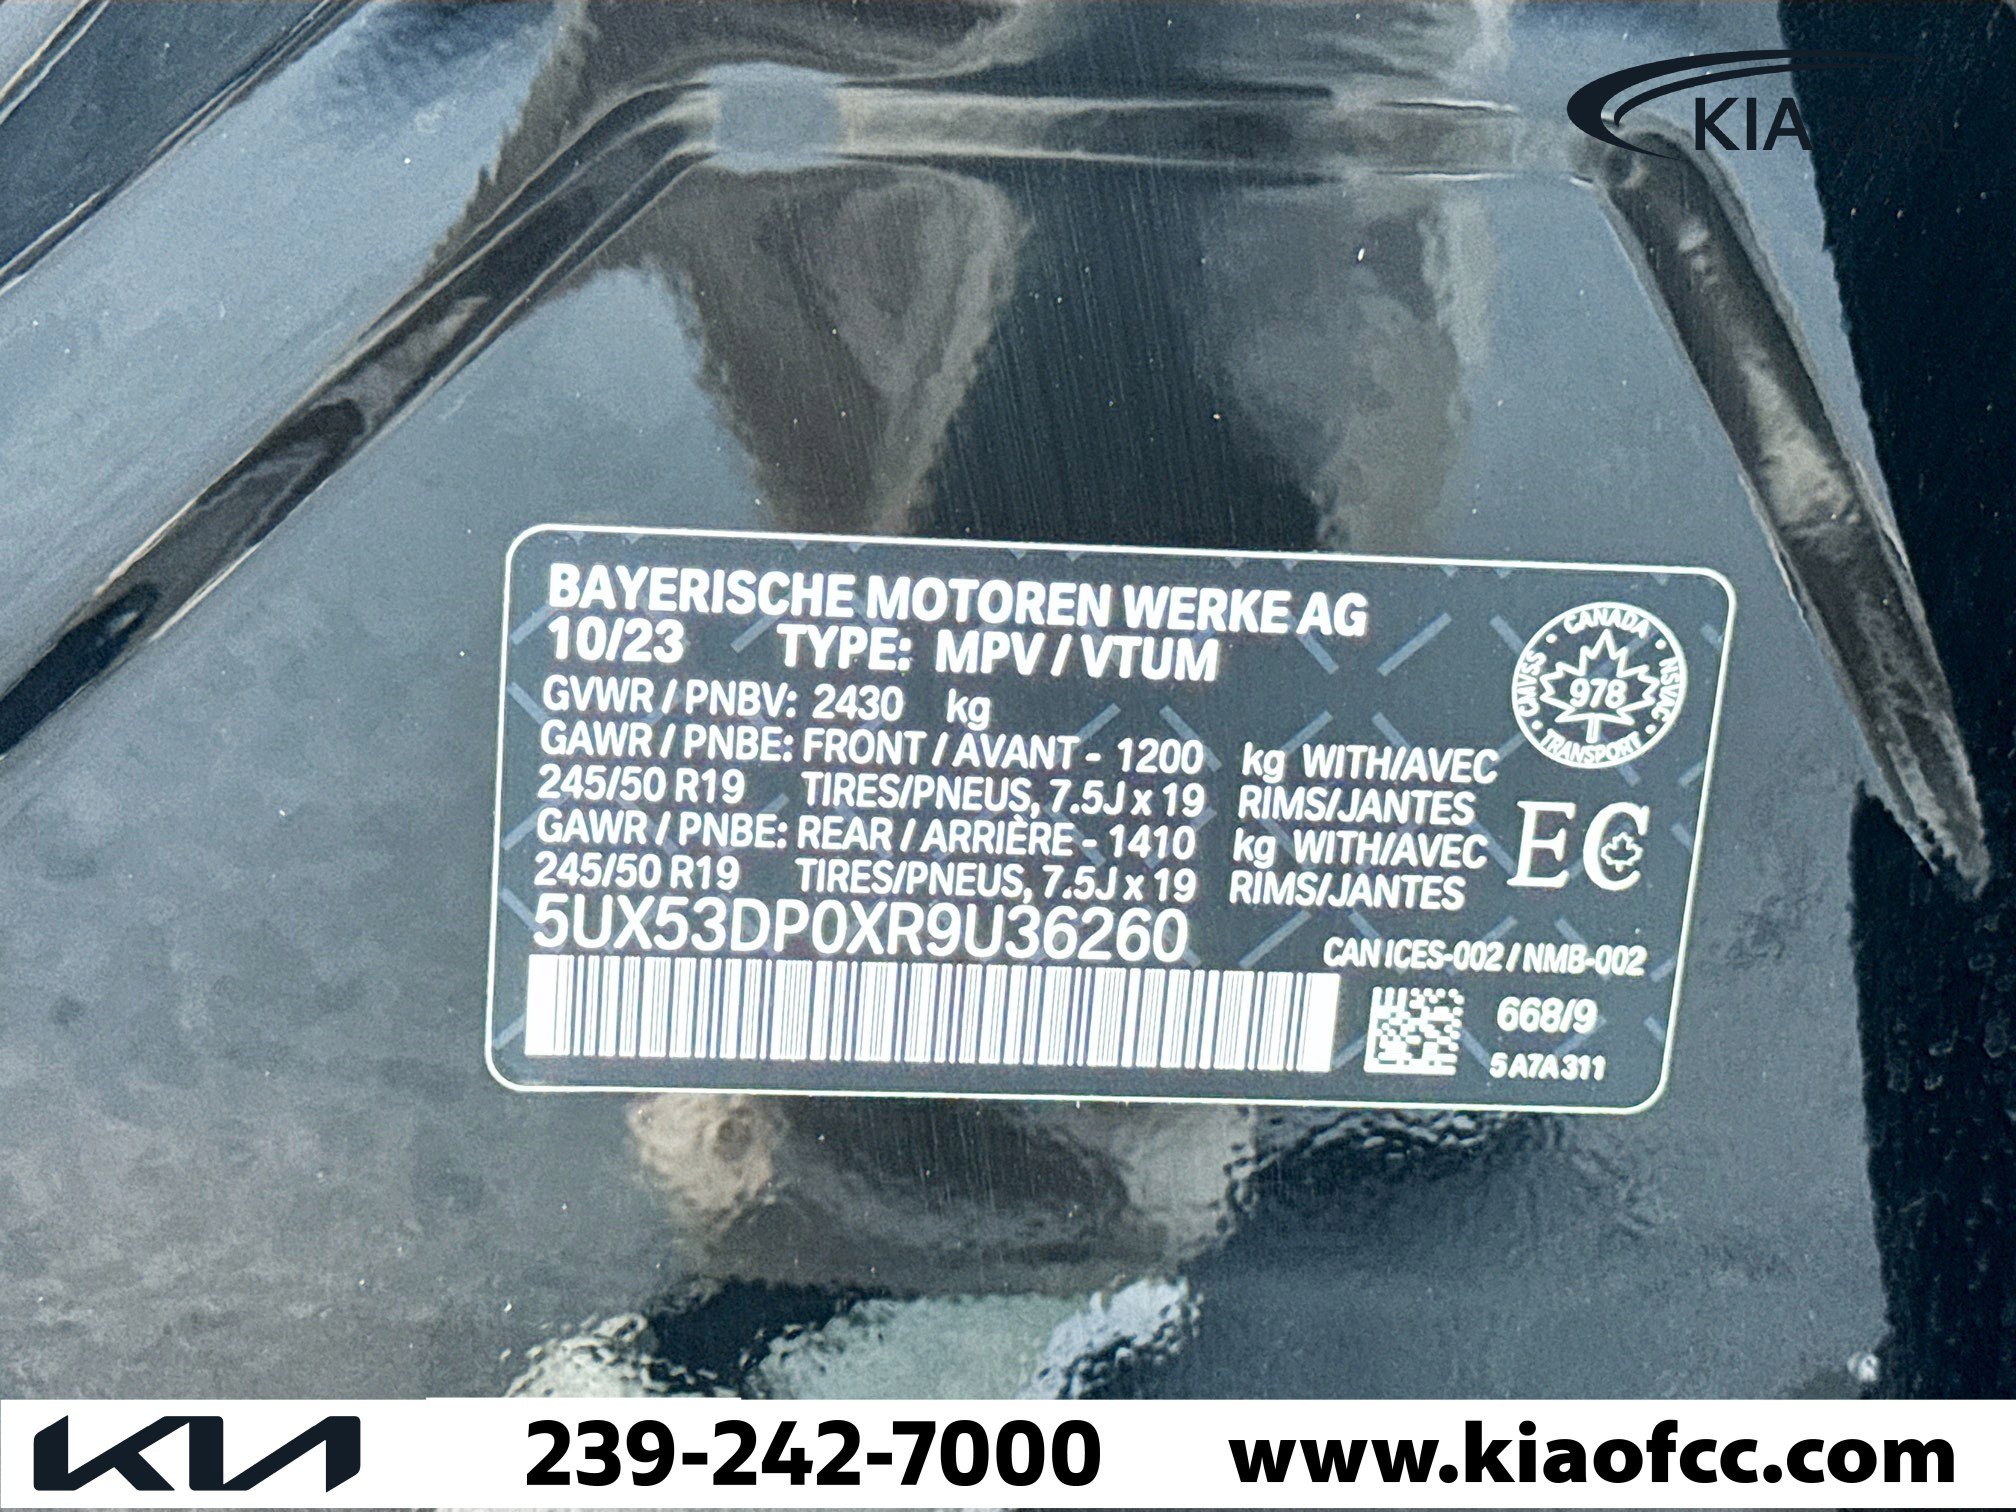 KIA
BAYERISCHE MOTOREN WERKE AG
10/23 TYPE: MPV / VTUM
GVWR / PNBV: 2430 kg
GAWR / PNBE: FRONT / AVANT - 1200 kg WITH/AVEC
245/50 R19 TIRES/PNEUS, 7.5J x 19 RIMS/JANTES
GAWR / PNBE: REAR / ARRIÈRE - 1410 kg WITH/AVEC
245/50 R19 TIRES/PNEUS, 7.5J x 19 RIMS/JANTES
5UX53DP0XR9U36260
CANADA
CMVSS • NSVAC
978
TRANSPORT
EC
CAN ICES-002 / NMB-002
668/9
5A7A311
KIA
239-242-7000
www.kiaofcc.com